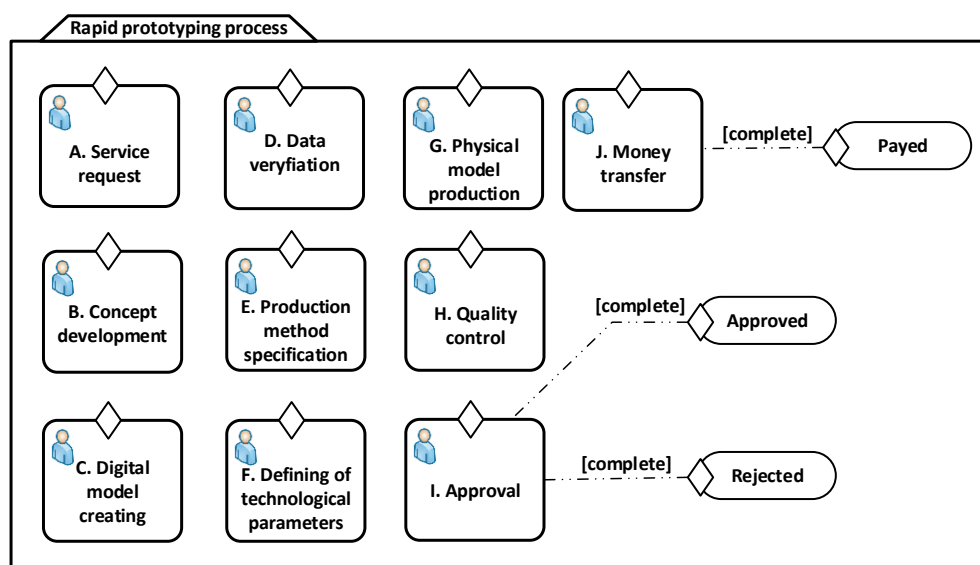 Rapid prototyping process
A. Service
request
D. Data
veryfiation
G. Physical
model
production
J. Money
transfer
[complete]
Payed
B. Concept
development
E. Production
method
specification
H. Quality
control
[complete]
Approved
C. Digital
model
creating
F. Defining of
technological
parameters
I. Approval
[complete]
Rejected